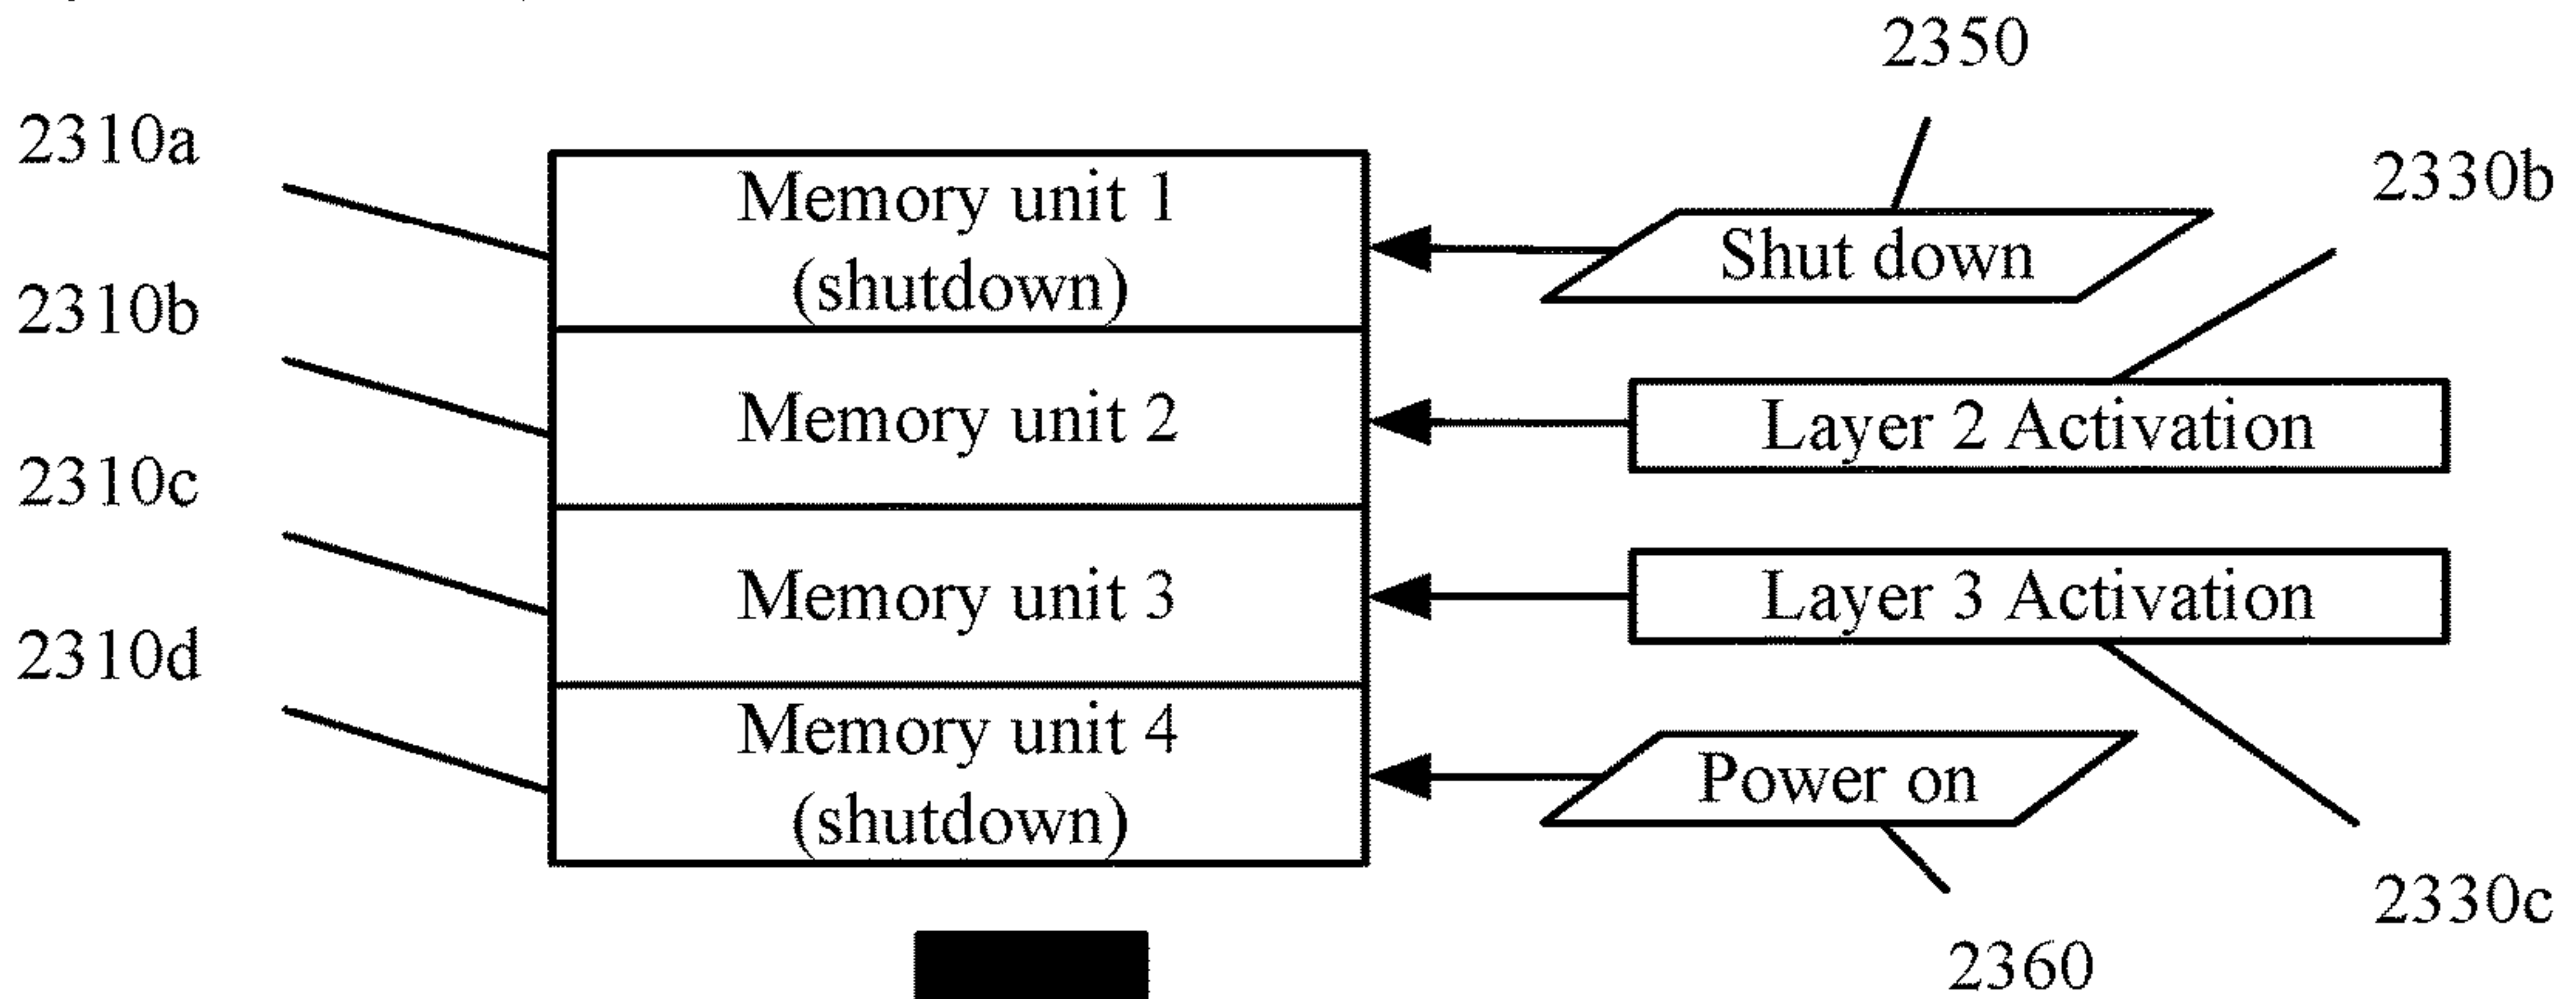 2350
2310a
2330b
Memory unit 1
(shutdown)
Shut down
2310b
Memory unit 2
Layer 2 Activation
2310c
Memory unit 3
Layer 3 Activation
2310d
Memory unit 4
(shutdown)
Power on
2330c
2360